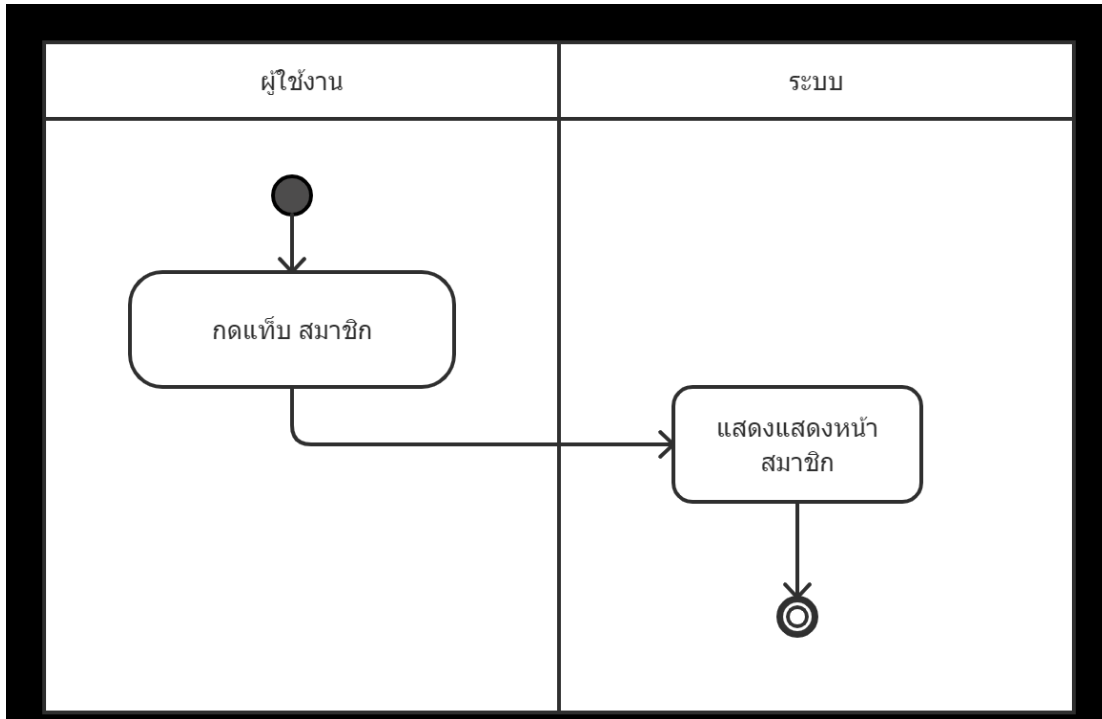 ผู้ใช้งาน
ระบบ
กดแท็บ สมาชิก
แสดงแสดงหน้า
สมาชิก